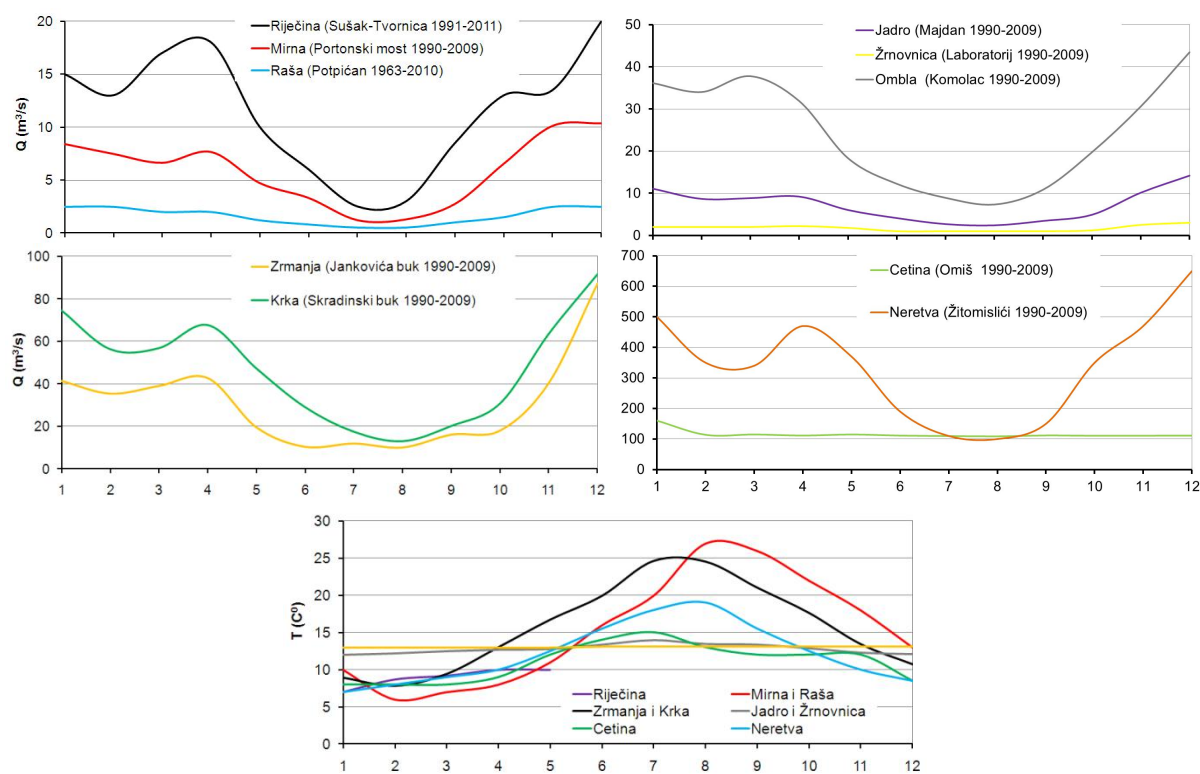 Q (m³/s)
20
15
10
5
0
Riječina (Sušak-Tvornica 1991-2011)
Mirna (Portonski most 1990-2009)
Raša (Potpićan 1963-2010)
50
40
30
20
10
0
Jadro (Majdan 1990-2009)
Žrnovnica (Laboratorij 1990-2009)
Ombla (Komolac 1990-2009)
Q (m³/s)
100
80
60
40
20
0
Zrmanja (Jankovića buk 1990-2009)
Krka (Skradinski buk 1990-2009)
1 2 3 4 5 6 7 8 9 10 11 12
700
600
500
400
300
200
100
0
Cetina (Omiš 1990-2009)
Neretva (Žitomislići 1990-2009)
1 2 3 4 5 6 7 8 9 10 11 12
T (Cº)
30
25
20
15
10
5
0
Riječina Mirna i Raša
Zrmanja i Krka Jadro i Žrnovnica
Cetina Neretva
1 2 3 4 5 6 7 8 9 10 11 12